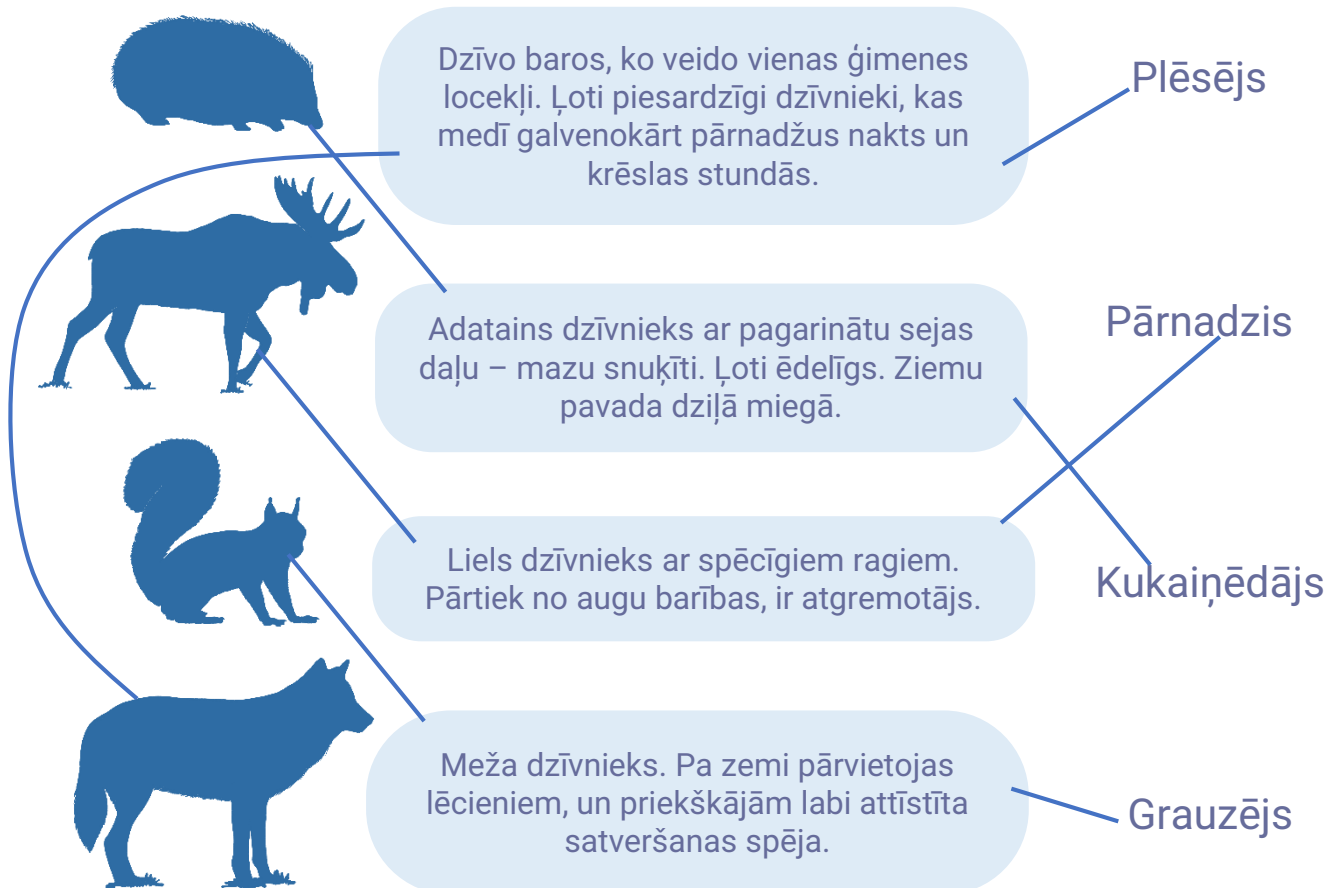 Dzīvo baros, ko veido vienas ģimenes
locekļi. Ļoti piesardzīgi dzīvnieki, kas
medī galvenokārt pārnadžus nakts un
krēslas stundās.
Plēsējs
Adatains dzīvnieks ar pagarinātu sejas
daļu – mazu snuķīti. Ļoti ēdelīgs. Ziemu
pavada dziļā miegā.
Pārnadzis
Liels dzīvnieks ar spēcīgiem ragiem.
Pārtiek no augu barības, ir atgremotājs.
Kukaiņēdājs
Meža dzīvnieks. Pa zemi pārvietojas
lēcieniem, un priekškājām labi attīstīta
satveršanas spēja.
Grauzējs